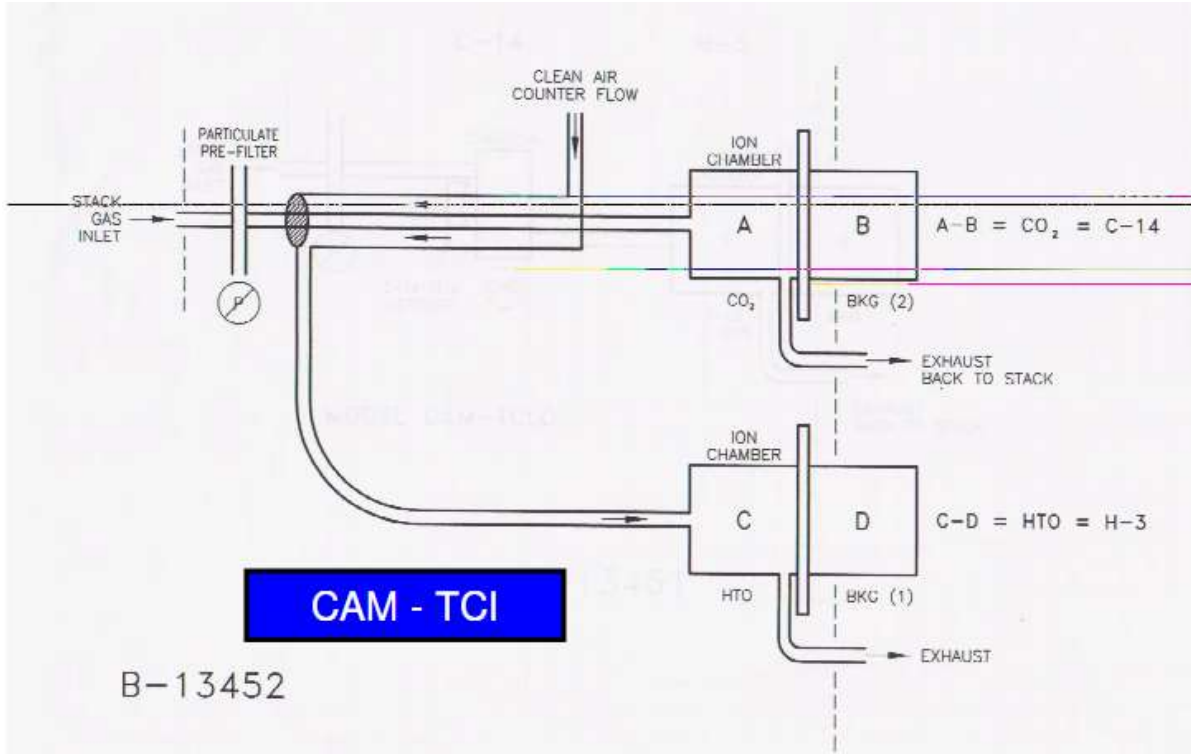 CLEAN AIR
COUNTER FLOW
PARTICULATE
PRE-FILTER
ION
CHAMBER
STACK
GAS
INLET
A
B
A-B = CO₂ = C-14
P
CO₂
BKG (2)
EXHAUST
BACK TO STACK
ION
CHAMBER
C
D
C-D = HTO = H-3
HTO
BKG (1)
CAM - TCI
EXHAUST
B-13452